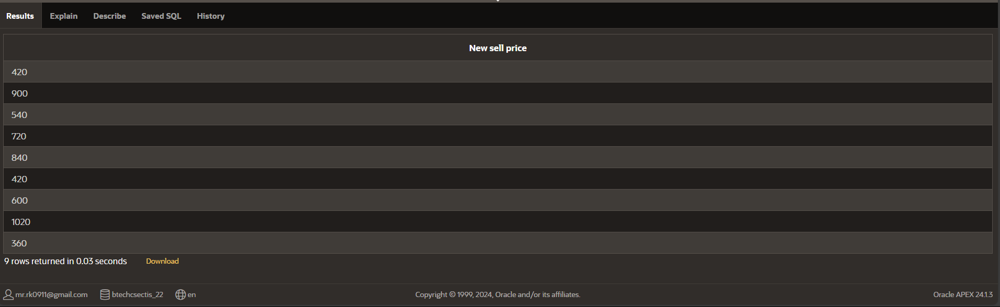 Results Explain Describe Saved SQL History
New sell price
420
900
540
720
840
420
600
1020
360
9 rows returned in 0.03 seconds Download
mr.rk0911@gmail.com btechcsectis_22 en Copyright © 1999, 2024, Oracle and/or its affiliates. Oracle APEX 24.1.3